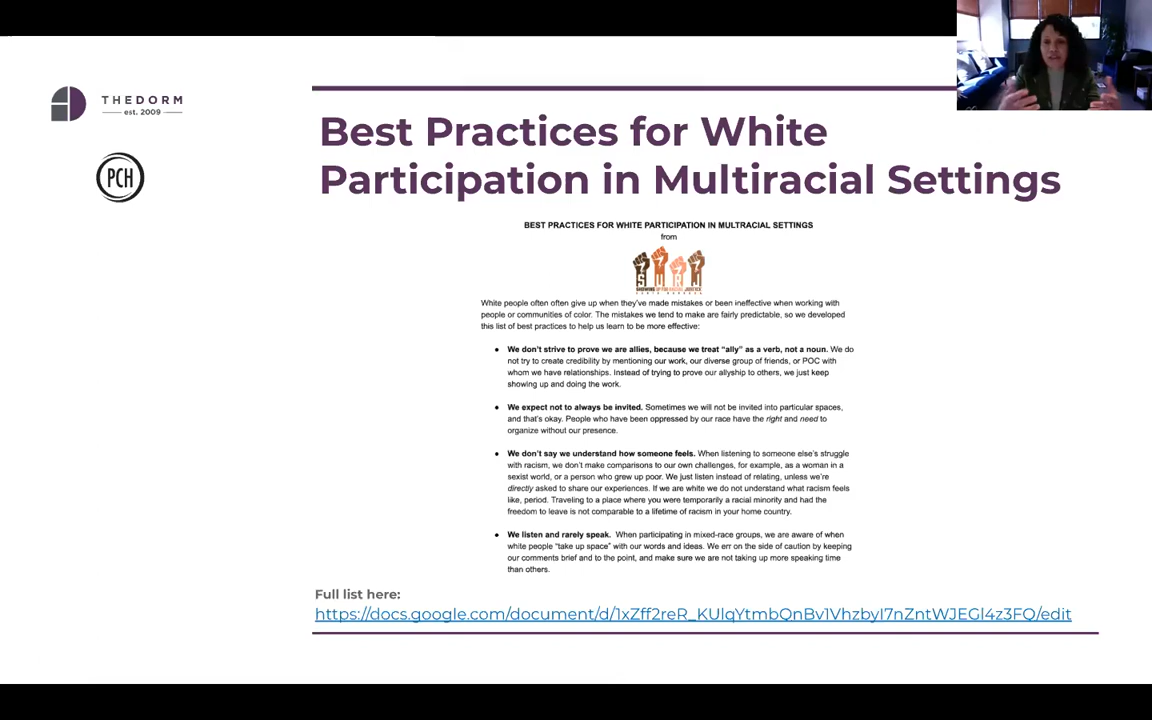 THEDORM
est. 2009
PCH
Best Practices for White
Participation in Multiracial Settings
BEST PRACTICES FOR WHITE PARTICIPATION IN MULTRACIAL SETTINGS
from
SURJ
SHOWING UP FOR RACIAL JUSTICE
White people often often give up when they've made mistakes or been ineffective when working with
people or communities of color. The mistakes we tend to make are fairly predictable, so we developed
this list of best practices to help us learn to be more effective:
• We don't strive to prove we are allies, because we treat "ally" as a verb, not a noun. We do
not try to create credibility by mentioning our work, our diverse group of friends, or POC with
whom we have relationships. Instead of trying to prove our allyship to others, we just keep
showing up and doing the work.
• We expect not to always be invited. Sometimes we will not be invited into particular spaces,
and that's okay. People who have been oppressed by our race have the right and need to
organize without our presence.
• We don't say we understand how someone feels. When listening to someone else's struggle
with racism, we don't make comparisons to our own challenges, for example, as a woman in a
sexist world, or a person who grew up poor. We just listen instead of relating, unless we're
directly asked to share our experiences. If we are white we do not understand what racism feels
like, period. Traveling to a place where you were temporarily a racial minority and had the
freedom to leave is not comparable to a lifetime of racism in your home country.
• We listen and rarely speak. When participating in mixed-race groups, we are aware of when
white people "take up space" with our words and ideas. We err on the side of caution by keeping
our comments brief and to the point, and make sure we are not taking up more speaking time
than others.
Full list here:
https://docs.google.com/document/d/1xZff2reR_KUlqYtmbQnBv1VhzbyI7nZntWJEGl4z3FQ/edit